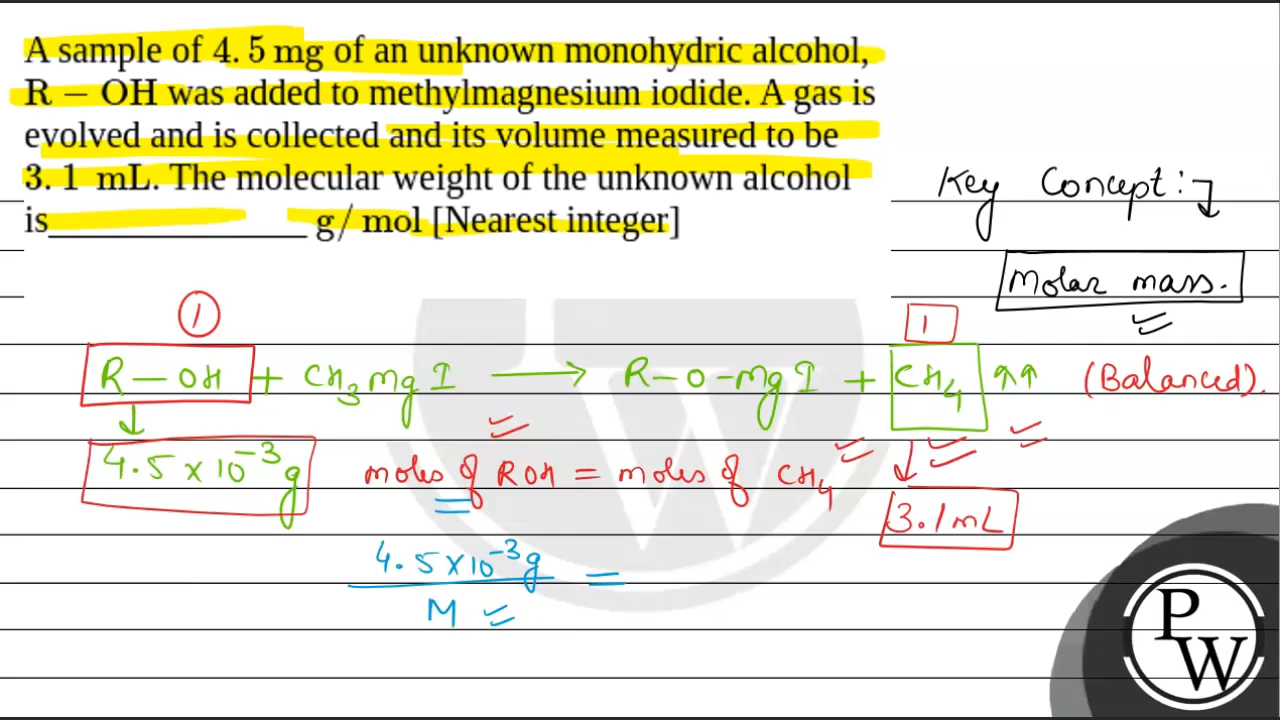 A sample of 4. 5 mg of an unknown monohydric alcohol,
R − OH was added to methylmagnesium iodide. A gas is
evolved and is collected and its volume measured to be
3. 1 mL. The molecular weight of the unknown alcohol
is______________ g/ mol [Nearest integer]
Key Concept:
Molar mass.
1 1
R — OH + CH3MgI ⟶ R-O-MgI + CH4 ↑↑ (Balanced).
4.5 × 10⁻³ g
moles of ROH = moles of CH4
3.1mL
4.5×10⁻³g
=
M
PW